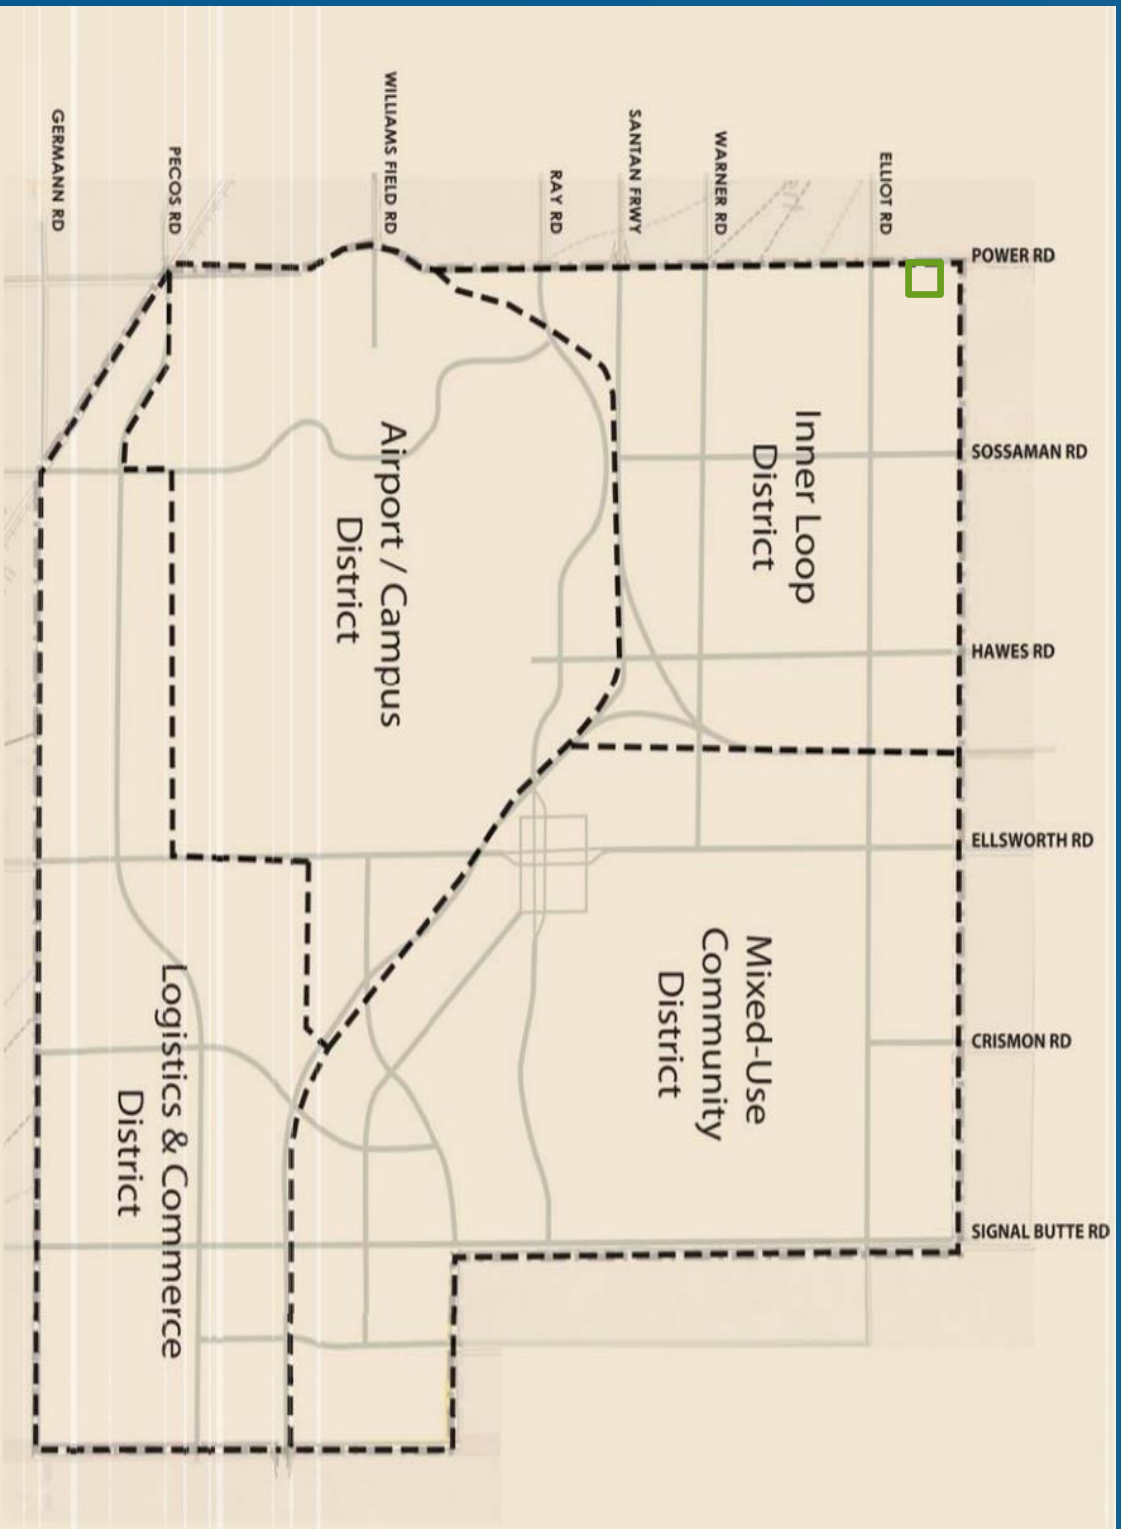 GERMANN RD
PECOS RD
WILLIAMS FIELD RD
RAY RD
SANTAN FRWY
WARNER RD
ELLIOT RD
POWER RD
SOSSAMAN RD
HAWES RD
ELLSWORTH RD
CRISMON RD
SIGNAL BUTTE RD
Inner Loop
District
Airport / Campus
District
Mixed-Use
Community
District
Logistics & Commerce
District